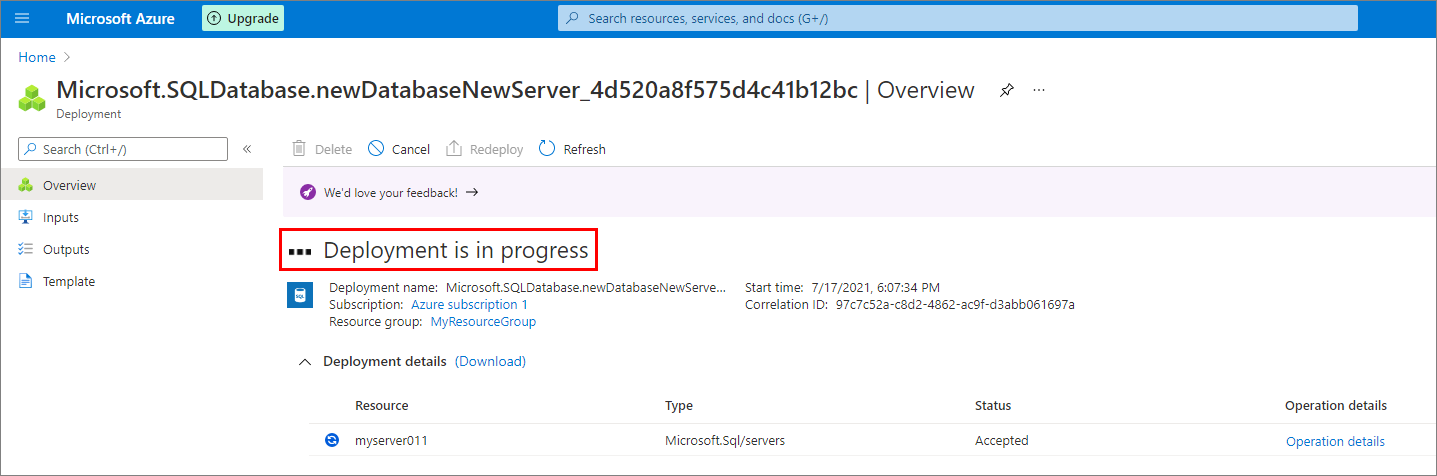 Microsoft Azure Upgrade Search resources, services, and docs (G+/)
Home
Microsoft.SQLDatabase.newDatabaseNewServer_4d520a8f575d4c41b12bc | Overview
Deployment
Search (Ctrl+/)
Delete Cancel Redeploy Refresh
Overview
Inputs
Outputs
Template
We'd love your feedback! →
Deployment is in progress
Deployment name: Microsoft.SQLDatabase.newDatabaseNewServe...
Subscription: Azure subscription 1
Resource group: MyResourceGroup
Start time: 7/17/2021, 6:07:34 PM
Correlation ID: 97c7c52a-c8d2-4862-ac9f-d3abb061697a
Deployment details (Download)
Resource Type Status Operation details
myserver011 Microsoft.Sql/servers Accepted Operation details